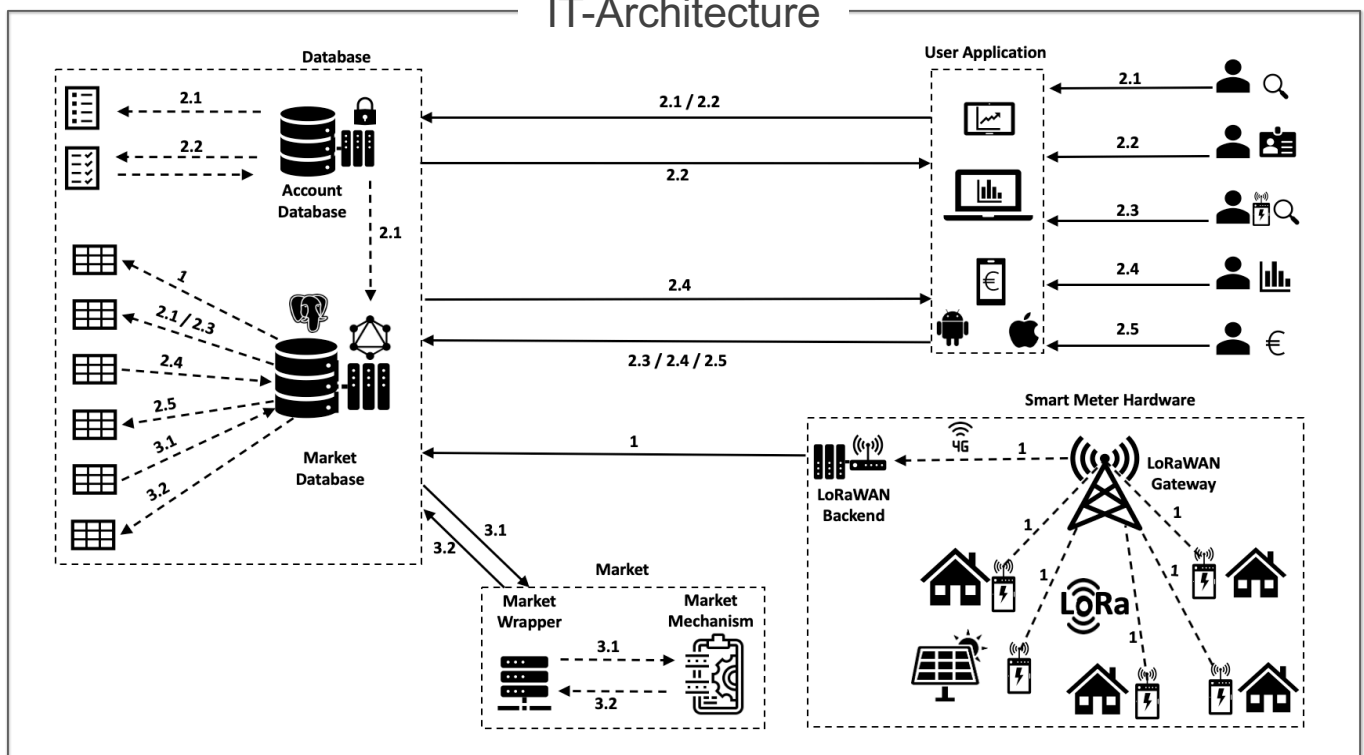 IT-Architecture
Database
User Application
2.1
2.1
2.1 / 2.2
2.2
2.2
2.2
Account
Database
2.3
2.1
1
2.4
2.4
2.1 / 2.3
€
2.4
2.5
€
2.3 / 2.4 / 2.5
2.5
Smart Meter Hardware
3.1
1
4G
1
Market
Database
LoRaWAN
Gateway
3.2
LoRaWAN
Backend
1
1
3.1
3.2
Market
1
1
Market
Wrapper
Market
Mechanism
LoRa
3.1
1
3.2